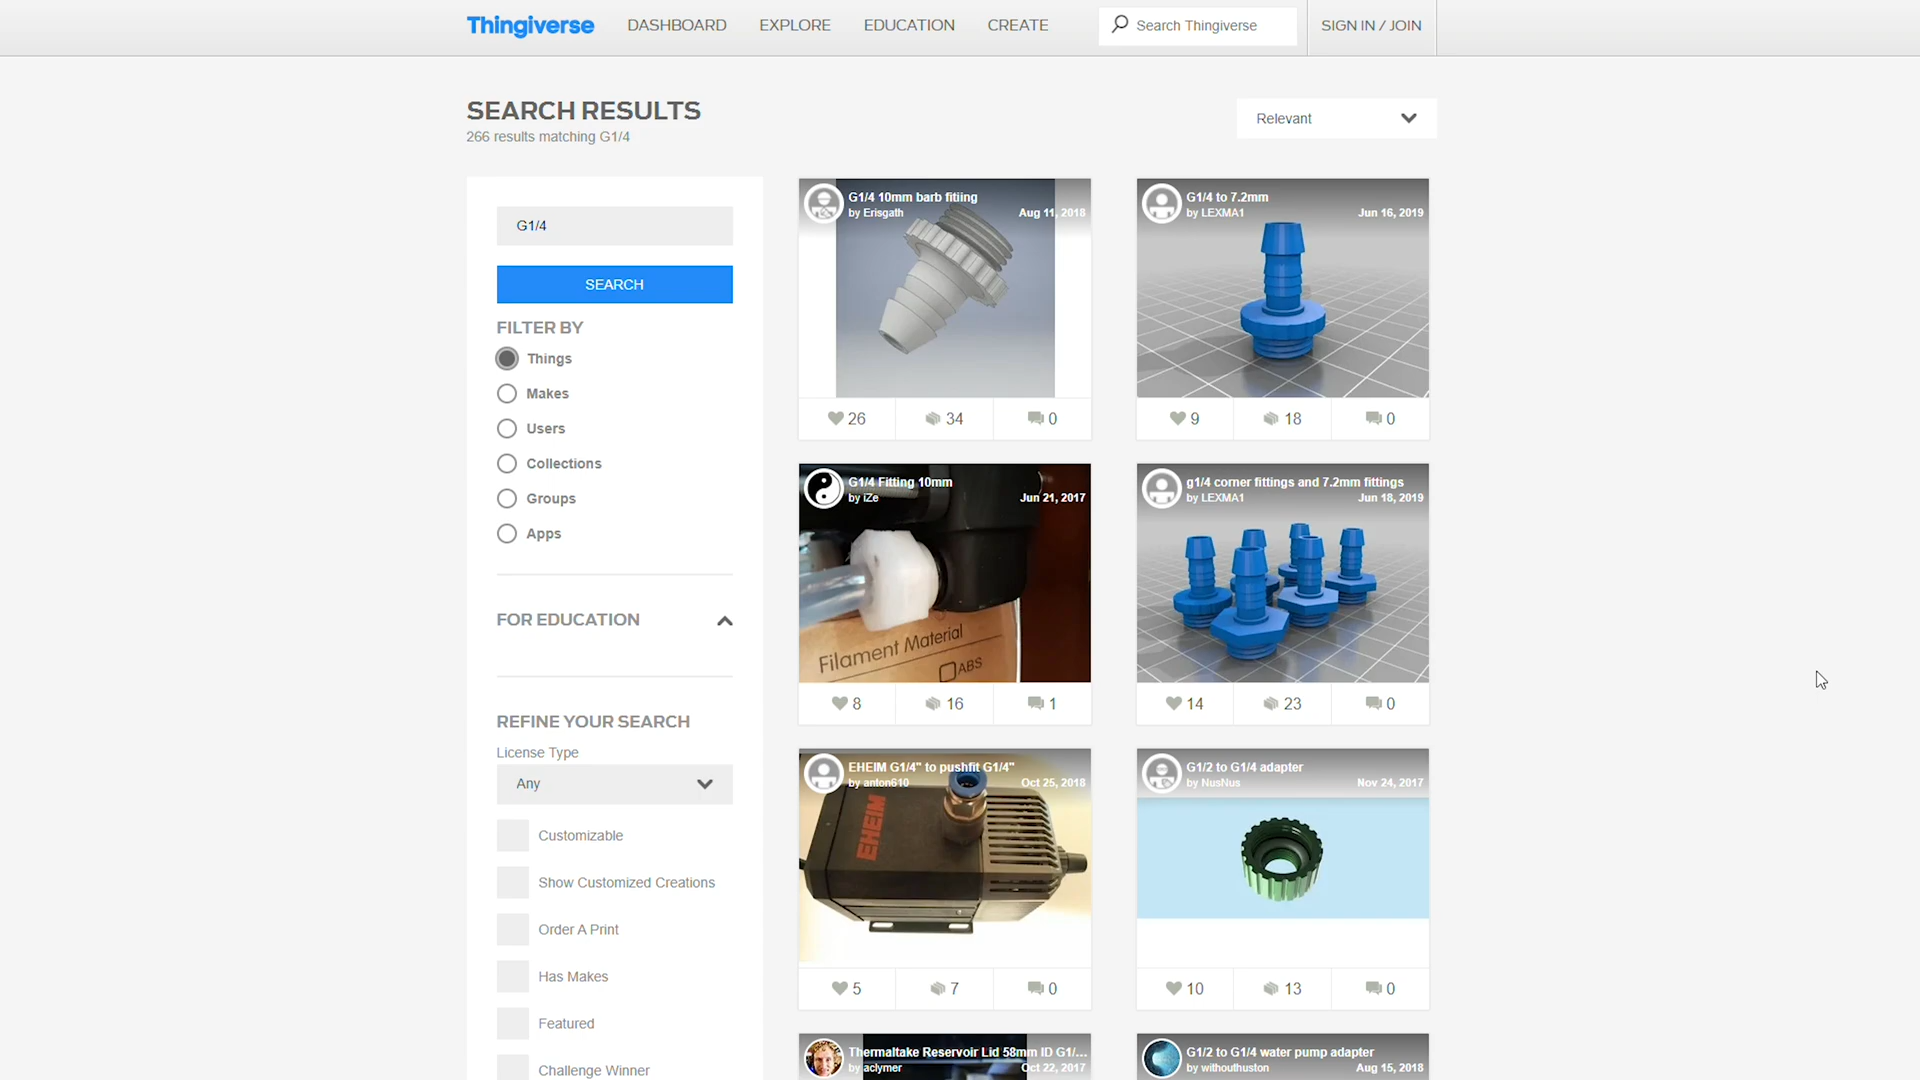 Thingiverse DASHBOARD EXPLORE EDUCATION CREATE Search Thingiverse SIGN IN / JOIN
SEARCH RESULTS
266 results matching G1/4
Relevant
G1/4
SEARCH
FILTER BY
Things
Makes
Users
Collections
Groups
Apps
FOR EDUCATION
REFINE YOUR SEARCH
License Type
Any
Customizable
Show Customized Creations
Order A Print
Has Makes
Featured
Challenge Winner
G1/4 10mm barb fitiing
by Erisgath Aug 11, 2018
26 34 0
G1/4 to 7.2mm
by LEXMA1 Jun 16, 2019
9 18 0
G1/4 Fitting 10mm
by iZe Jun 21, 2017
Filament Material
ABS
8 16 1
g1/4 corner fittings and 7.2mm fittings
by LEXMA1 Jun 18, 2019
14 23 0
EHEIM G1/4" to pushfit G1/4"
by anton610 Oct 25, 2018
EHEIM
5 7 0
G1/2 to G1/4 adapter
by NusNus Nov 24, 2017
10 13 0
Thermaltake Reservoir Lid 58mm ID G1/...
by aclymer Oct 22, 2017
G1/2 to G1/4 water pump adapter
by withouthuston Aug 15, 2018